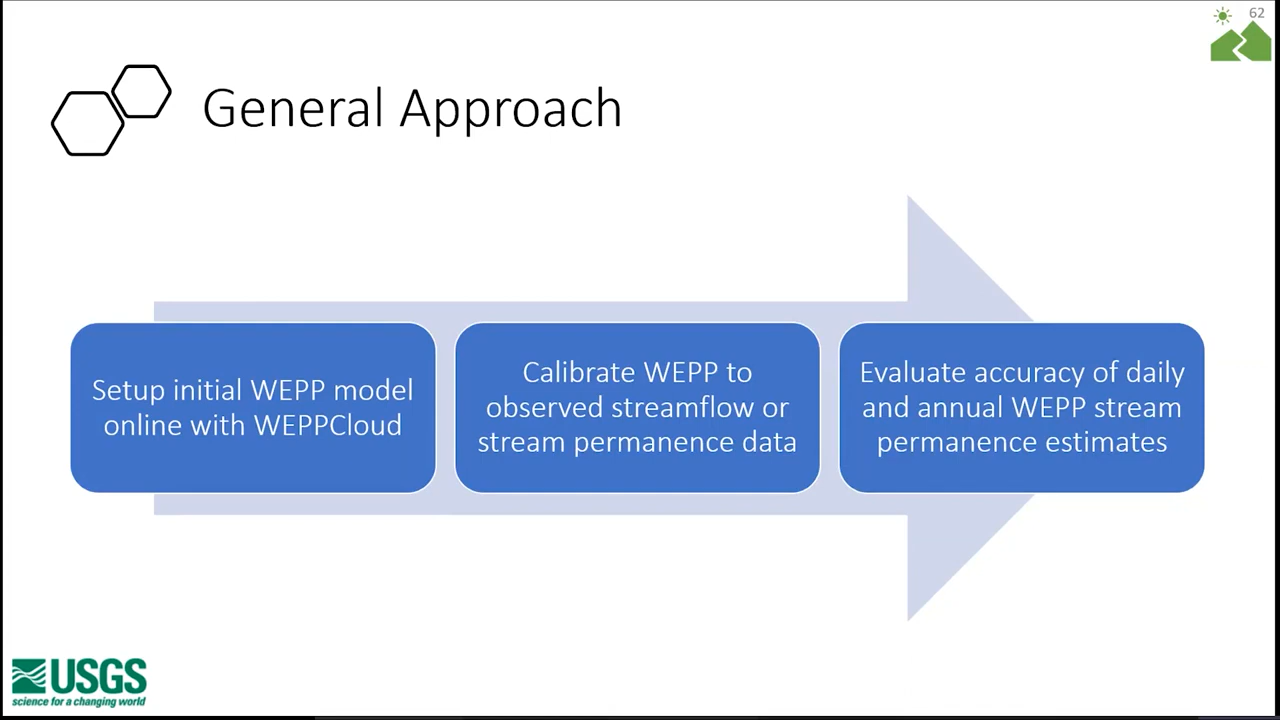 62
General Approach
Setup initial WEPP model
online with WEPPCloud
Calibrate WEPP to
observed streamflow or
stream permanence data
Evaluate accuracy of daily
and annual WEPP stream
permanence estimates
USGS
science for a changing world